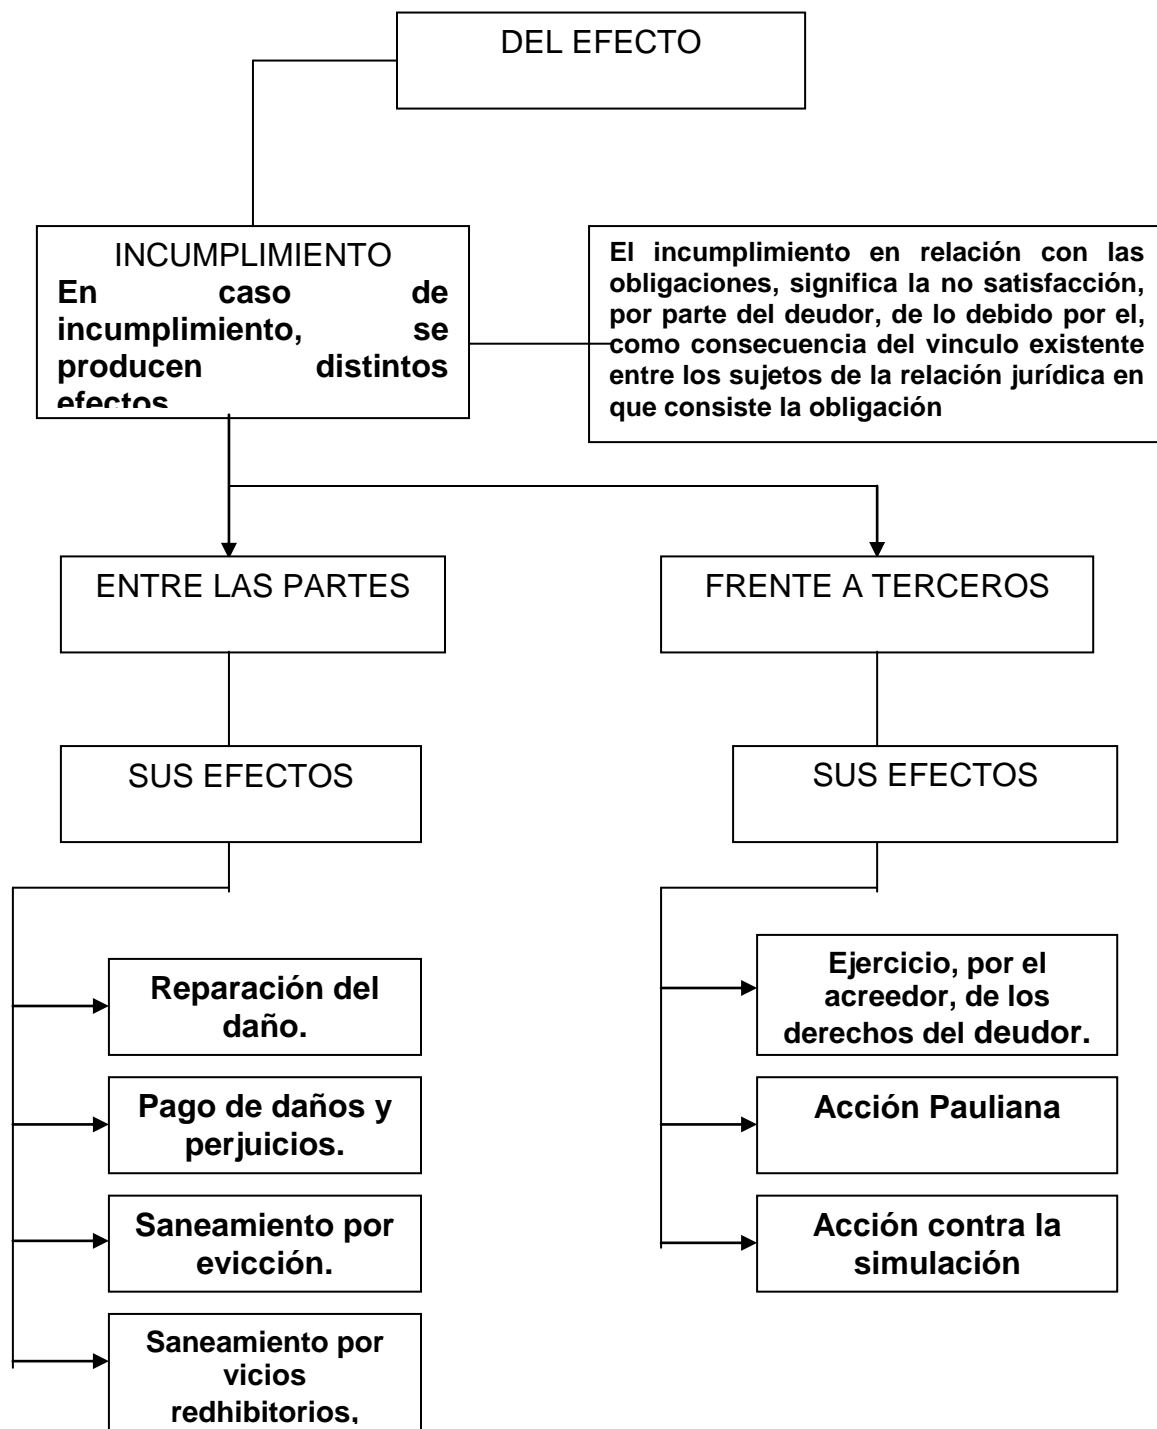 DEL EFECTO
INCUMPLIMIENTO
En caso de
incumplimiento, se
producen distintos
efectos
El incumplimiento en relación con las
obligaciones, significa la no satisfacción,
por parte del deudor, de lo debido por el,
como consecuencia del vinculo existente
entre los sujetos de la relación jurídica en
que consiste la obligación
ENTRE LAS PARTES
FRENTE A TERCEROS
SUS EFECTOS
SUS EFECTOS
Reparación del
daño.
Pago de daños y
perjuicios.
Saneamiento por
evicción.
Saneamiento por
vicios
redhibitorios,
Ejercicio, por el
acreedor, de los
derechos del deudor.
Acción Pauliana
Acción contra la
simulación